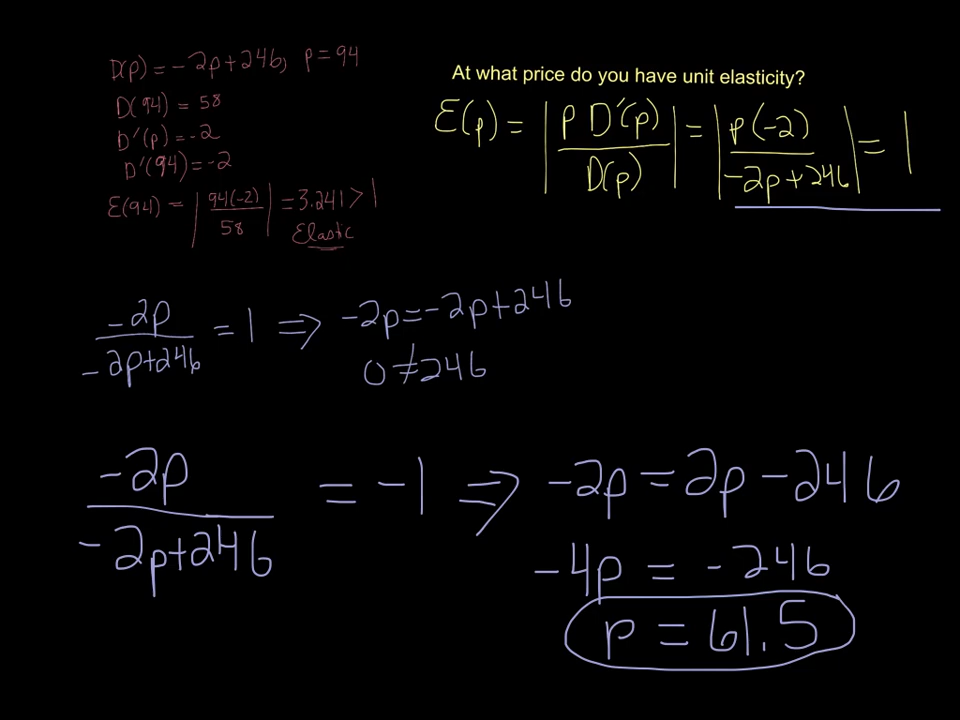 D(p) = -2p+246, p = 94
D(94) = 58
D'(p) = -2
D'(94) = -2
E(94) = | 94(-2) / 58 | = 3.241 > 1
Elastic
At what price do you have unit elasticity?
E(p) = | p D'(p) / D(p) | = | p(-2) / -2p+246 | = 1
-2p / -2p+246 = 1 ⇒ -2p = -2p+246
0 ≠ 246
-2p / -2p+246 = -1 ⇒ -2p = 2p - 246
-4p = -246
p = 61.5